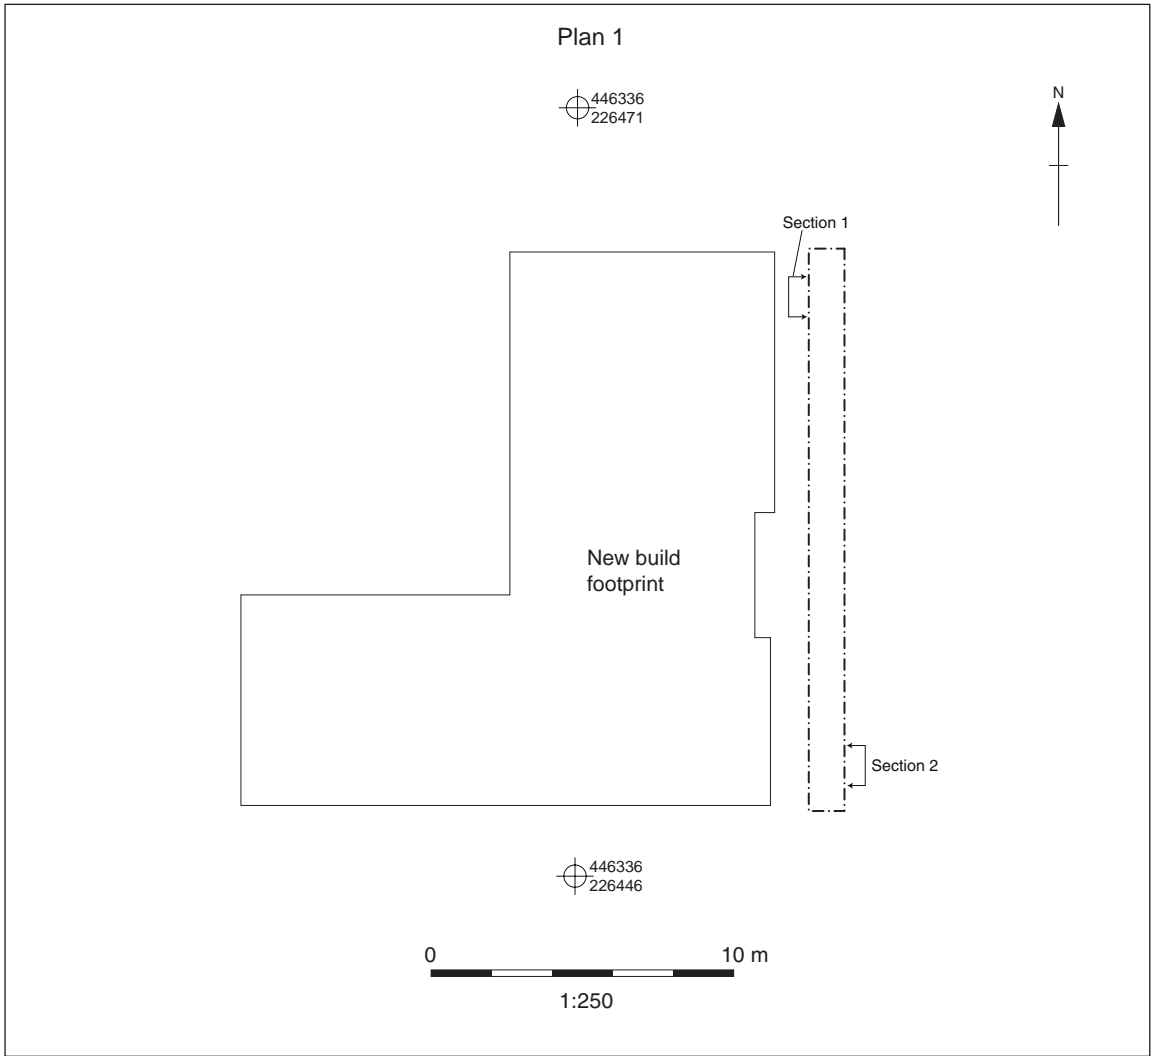 Plan 1
446336
226471
N
Section 1
New build
footprint
Section 2
446336
226446
0 10 m
1:250